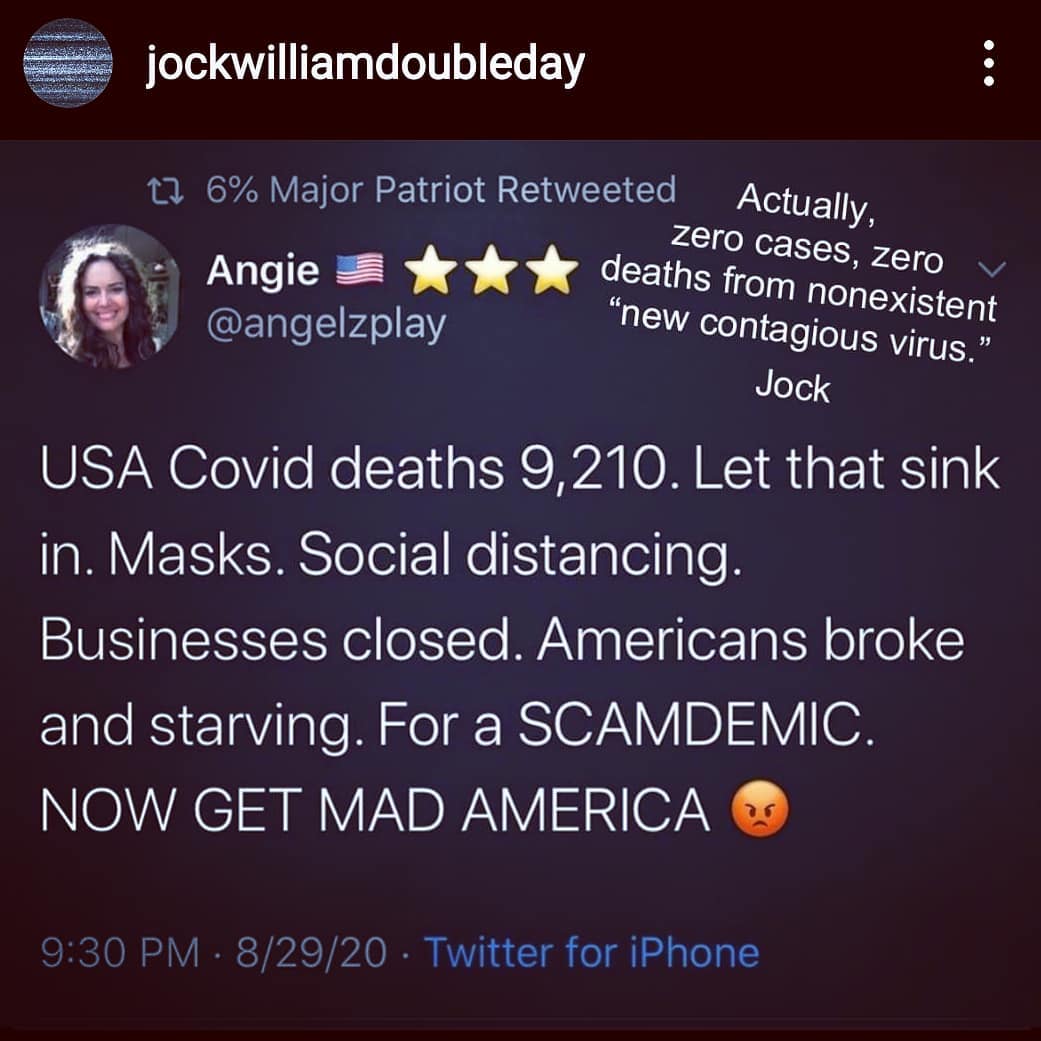 jockwilliamdoubleday
6% Major Patriot Retweeted
Angie 🇺🇸 ⭐⭐⭐
@angelzplay
Actually,
zero cases, zero
deaths from nonexistent
“new contagious virus.”
Jock
USA Covid deaths 9,210. Let that sink
in. Masks. Social distancing.
Businesses closed. Americans broke
and starving. For a SCAMDEMIC.
NOW GET MAD AMERICA 😡
9:30 PM · 8/29/20 · Twitter for iPhone